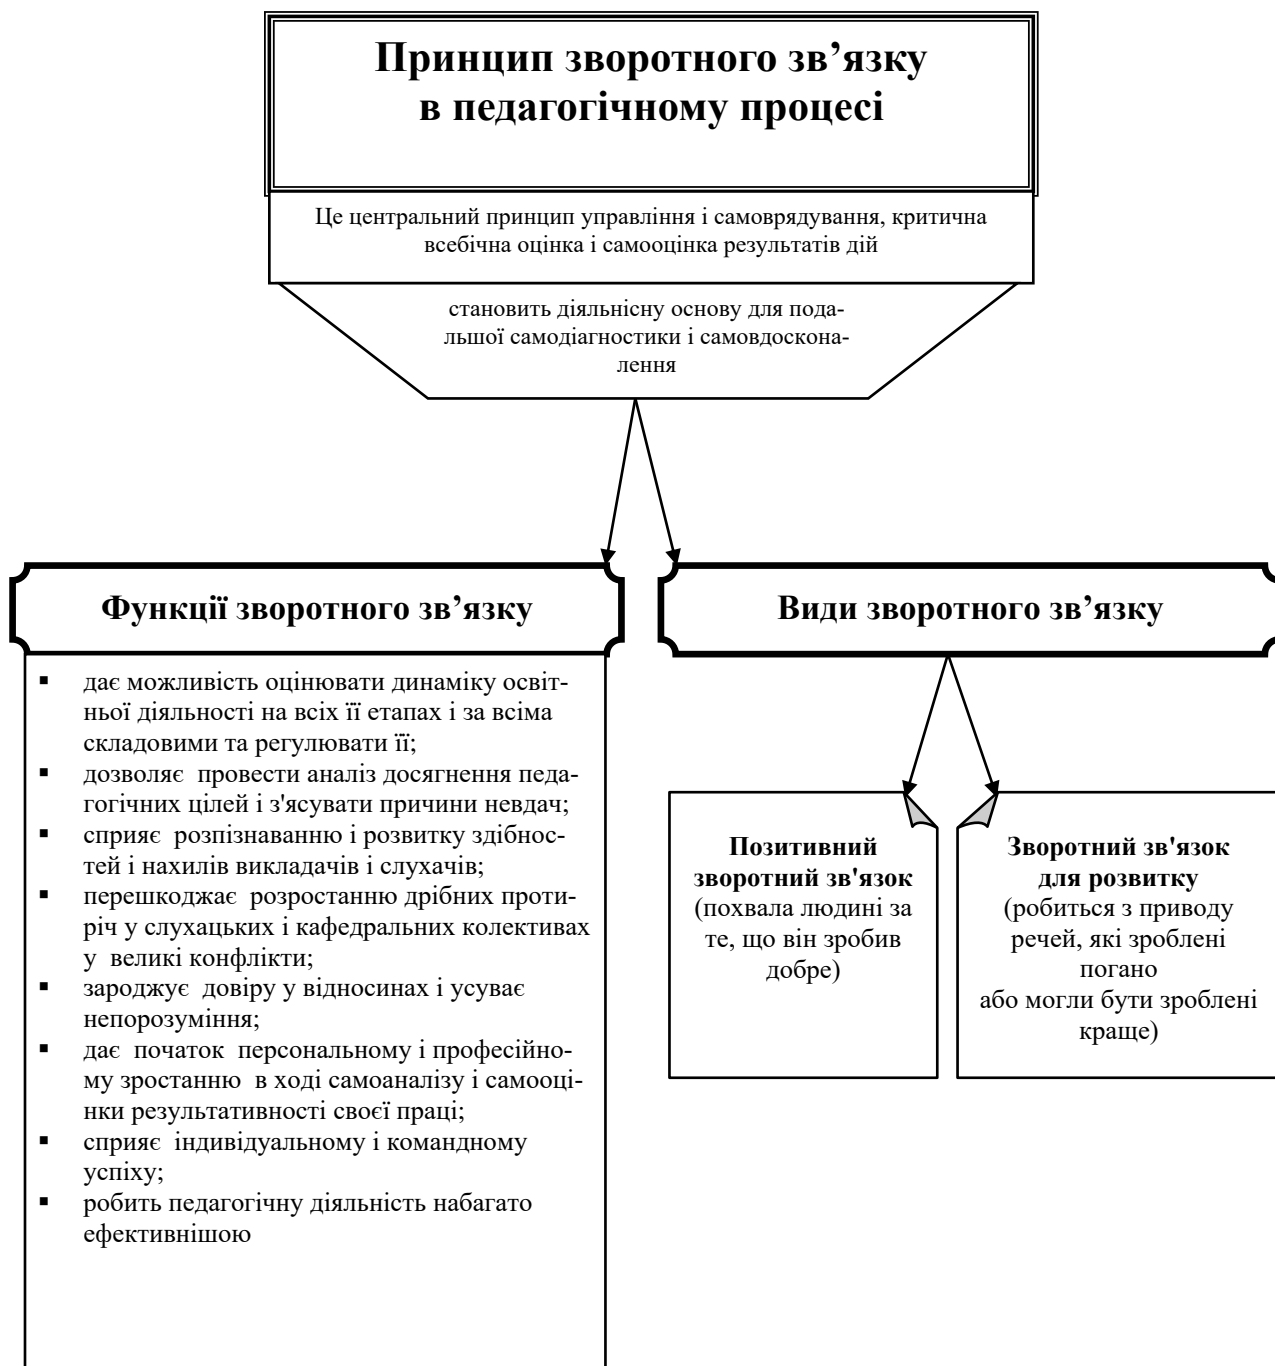 Принцип зворотного зв’язку
в педагогічному процесі
Це центральний принцип управління і самоврядування, критична
всебічна оцінка і самооцінка результатів дій
становить діяльнісну основу для пода-
льшої самодіагностики і самовдоскона-
лення
Функції зворотного зв’язку
▪ дає можливість оцінювати динаміку освіт-
ньої діяльності на всіх її етапах і за всіма
складовими та регулювати її;
▪ дозволяє провести аналіз досягнення педа-
гогічних цілей і з'ясувати причини невдач;
▪ сприяє розпізнаванню і розвитку здібнос-
тей і нахилів викладачів і слухачів;
▪ перешкоджає розростанню дрібних проти-
річ у слухацьких і кафедральних колективах
у великі конфлікти;
▪ зароджує довіру у відносинах і усуває
непорозуміння;
▪ дає початок персональному і професійно-
му зростанню в ході самоаналізу і самооці-
нки результативності своєї праці;
▪ сприяє індивідуальному і командному
успіху;
▪ робить педагогічну діяльність набагато
ефективнішою
Види зворотного зв’язку
Позитивний
зворотний зв'язок
(похвала людині за
те, що він зробив
добре)
Зворотний зв'язок
для розвитку
(робиться з приводу
речей, які зроблені
погано
або могли бути зроблені
краще)